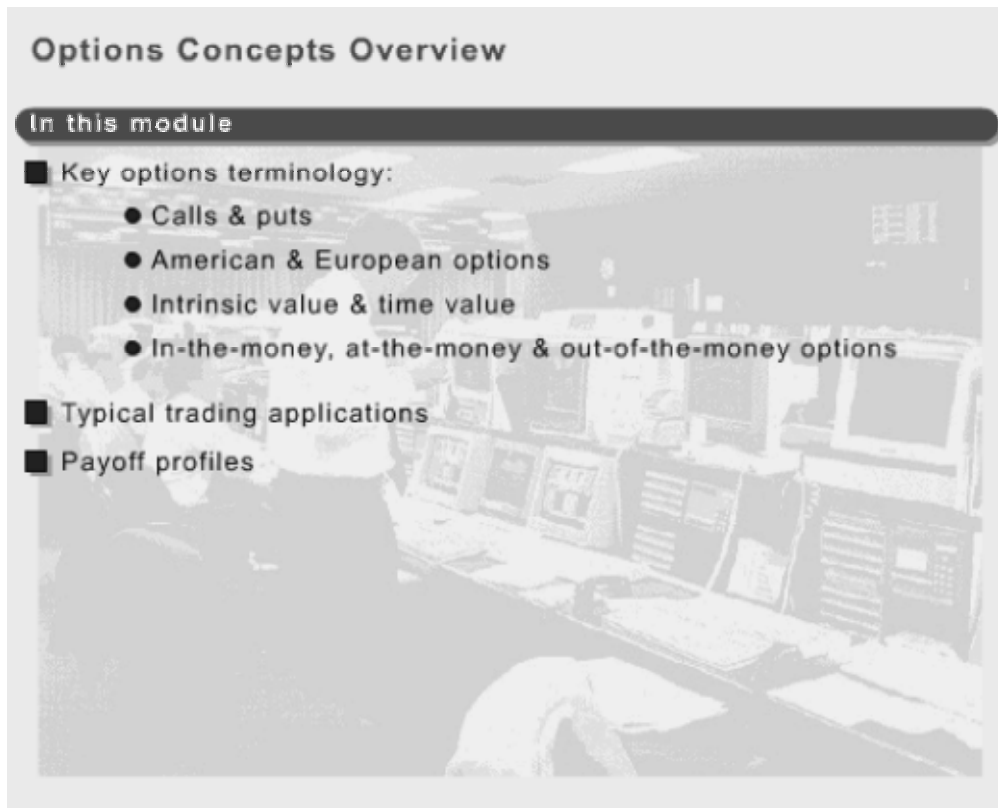 Options Concepts Overview
In this module
Key options terminology:
Calls & puts
American & European options
Intrinsic value & time value
In-the-money, at-the-money & out-of-the-money options
Typical trading applications
Payoff profiles